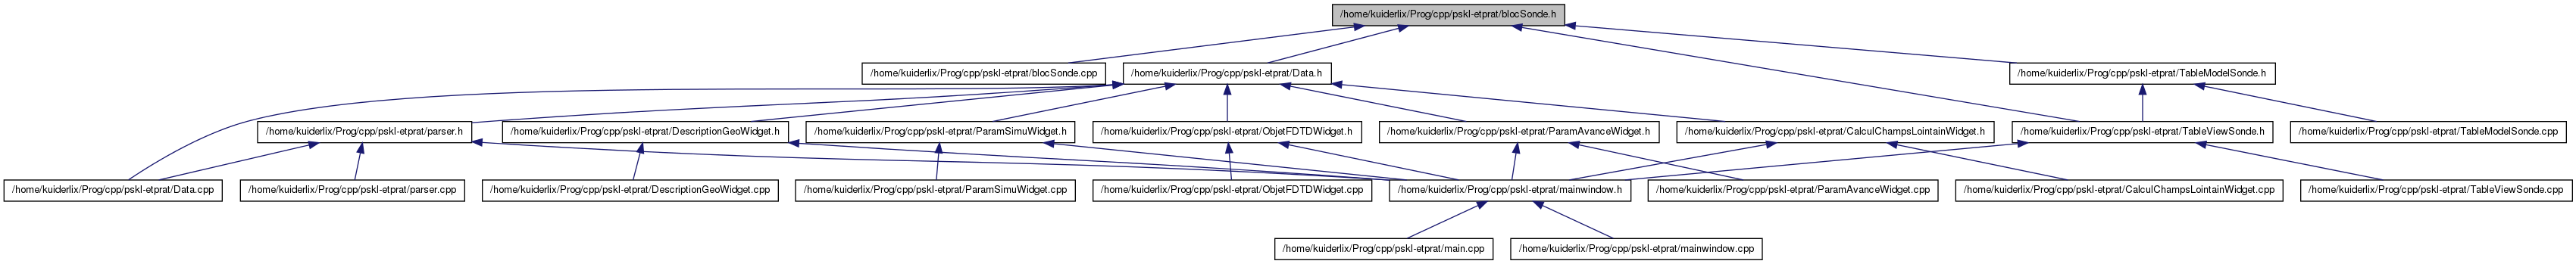 /home/kuiderlix/Prog/cpp/pskl-etprat/blocSonde.h
/home/kuiderlix/Prog/cpp/pskl-etprat/blocSonde.cpp
/home/kuiderlix/Prog/cpp/pskl-etprat/Data.h
/home/kuiderlix/Prog/cpp/pskl-etprat/TableModelSonde.h
/home/kuiderlix/Prog/cpp/pskl-etprat/parser.h
/home/kuiderlix/Prog/cpp/pskl-etprat/DescriptionGeoWidget.h
/home/kuiderlix/Prog/cpp/pskl-etprat/ParamSimuWidget.h
/home/kuiderlix/Prog/cpp/pskl-etprat/ObjetFDTDWidget.h
/home/kuiderlix/Prog/cpp/pskl-etprat/ParamAvanceWidget.h
/home/kuiderlix/Prog/cpp/pskl-etprat/CalculChampsLointainWidget.h
/home/kuiderlix/Prog/cpp/pskl-etprat/TableViewSonde.h
/home/kuiderlix/Prog/cpp/pskl-etprat/TableModelSonde.cpp
/home/kuiderlix/Prog/cpp/pskl-etprat/Data.cpp
/home/kuiderlix/Prog/cpp/pskl-etprat/parser.cpp
/home/kuiderlix/Prog/cpp/pskl-etprat/DescriptionGeoWidget.cpp
/home/kuiderlix/Prog/cpp/pskl-etprat/ParamSimuWidget.cpp
/home/kuiderlix/Prog/cpp/pskl-etprat/ObjetFDTDWidget.cpp
/home/kuiderlix/Prog/cpp/pskl-etprat/mainwindow.h
/home/kuiderlix/Prog/cpp/pskl-etprat/ParamAvanceWidget.cpp
/home/kuiderlix/Prog/cpp/pskl-etprat/CalculChampsLointainWidget.cpp
/home/kuiderlix/Prog/cpp/pskl-etprat/TableViewSonde.cpp
/home/kuiderlix/Prog/cpp/pskl-etprat/main.cpp
/home/kuiderlix/Prog/cpp/pskl-etprat/mainwindow.cpp